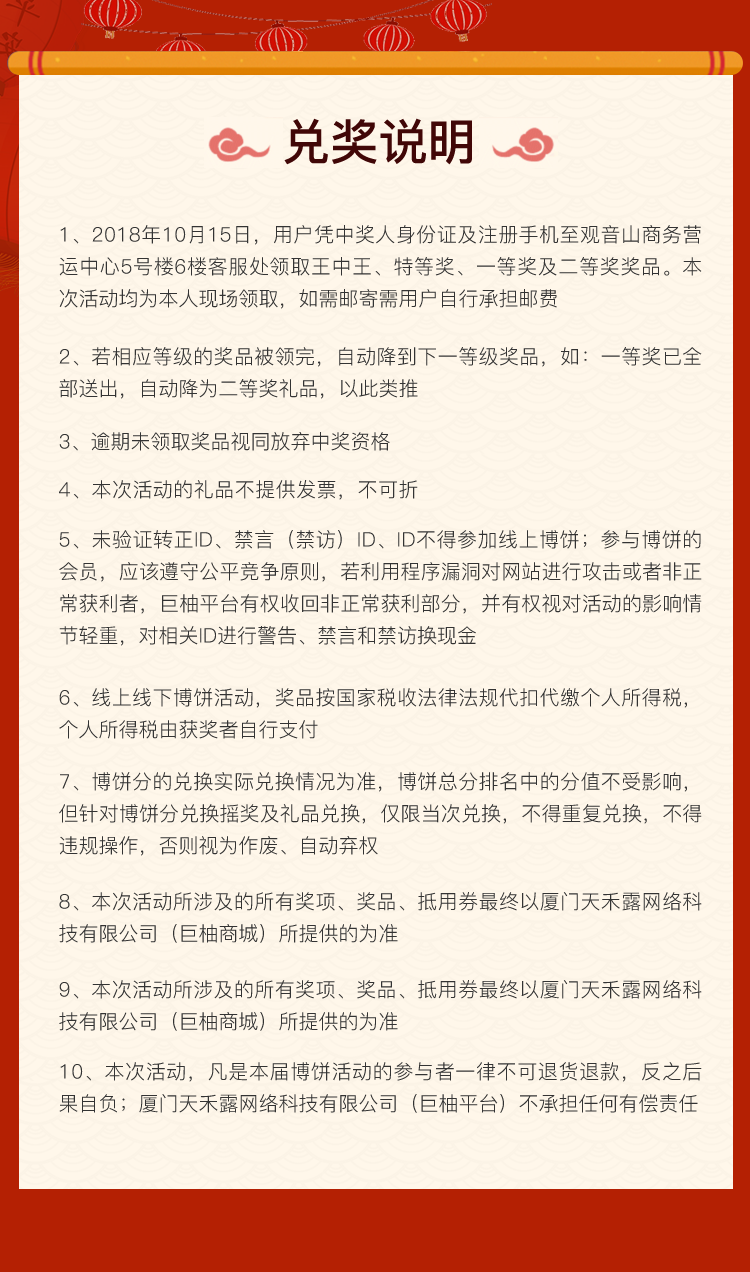 兑奖说明
1、2018年10月15日，用户凭中奖人身份证及注册手机至观音山商务营
运中心5号楼6楼客服处领取王中王、特等奖、一等奖及二等奖奖品。本
次活动均为本人现场领取，如需邮寄需用户自行承担邮费
2、若相应等级的奖品被领完，自动降到下一等级奖品，如：一等奖已全
部送出，自动降为二等奖礼品，以此类推
3、逾期未领取奖品视同放弃中奖资格
4、本次活动的礼品不提供发票，不可折
5、未验证转正ID、禁言（禁访）ID、ID不得参加线上博饼；参与博饼的
会员，应该遵守公平竞争原则，若利用程序漏洞对网站进行攻击或者非正
常获利者，巨柚平台有权收回非正常获利部分，并有权视对活动的影响情
节轻重，对相关ID进行警告、禁言和禁访换现金
6、线上线下博饼活动，奖品按国家税收法律法规代扣代缴个人所得税，
个人所得税由获奖者自行支付
7、博饼分的兑换实际兑换情况为准，博饼总分排名中的分值不受影响，
但针对博饼分兑换摇奖及礼品兑换，仅限当次兑换，不得重复兑换，不得
违规操作，否则视为作废、自动弃权
8、本次活动所涉及的所有奖项、奖品、抵用券最终以厦门天禾露网络科
技有限公司（巨柚商城）所提供的为准
9、本次活动所涉及的所有奖项、奖品、抵用券最终以厦门天禾露网络科
技有限公司（巨柚商城）所提供的为准
10、本次活动，凡是本届博饼活动的参与者一律不可退货退款，反之后
果自负；厦门天禾露网络科技有限公司（巨柚平台）不承担任何有偿责任